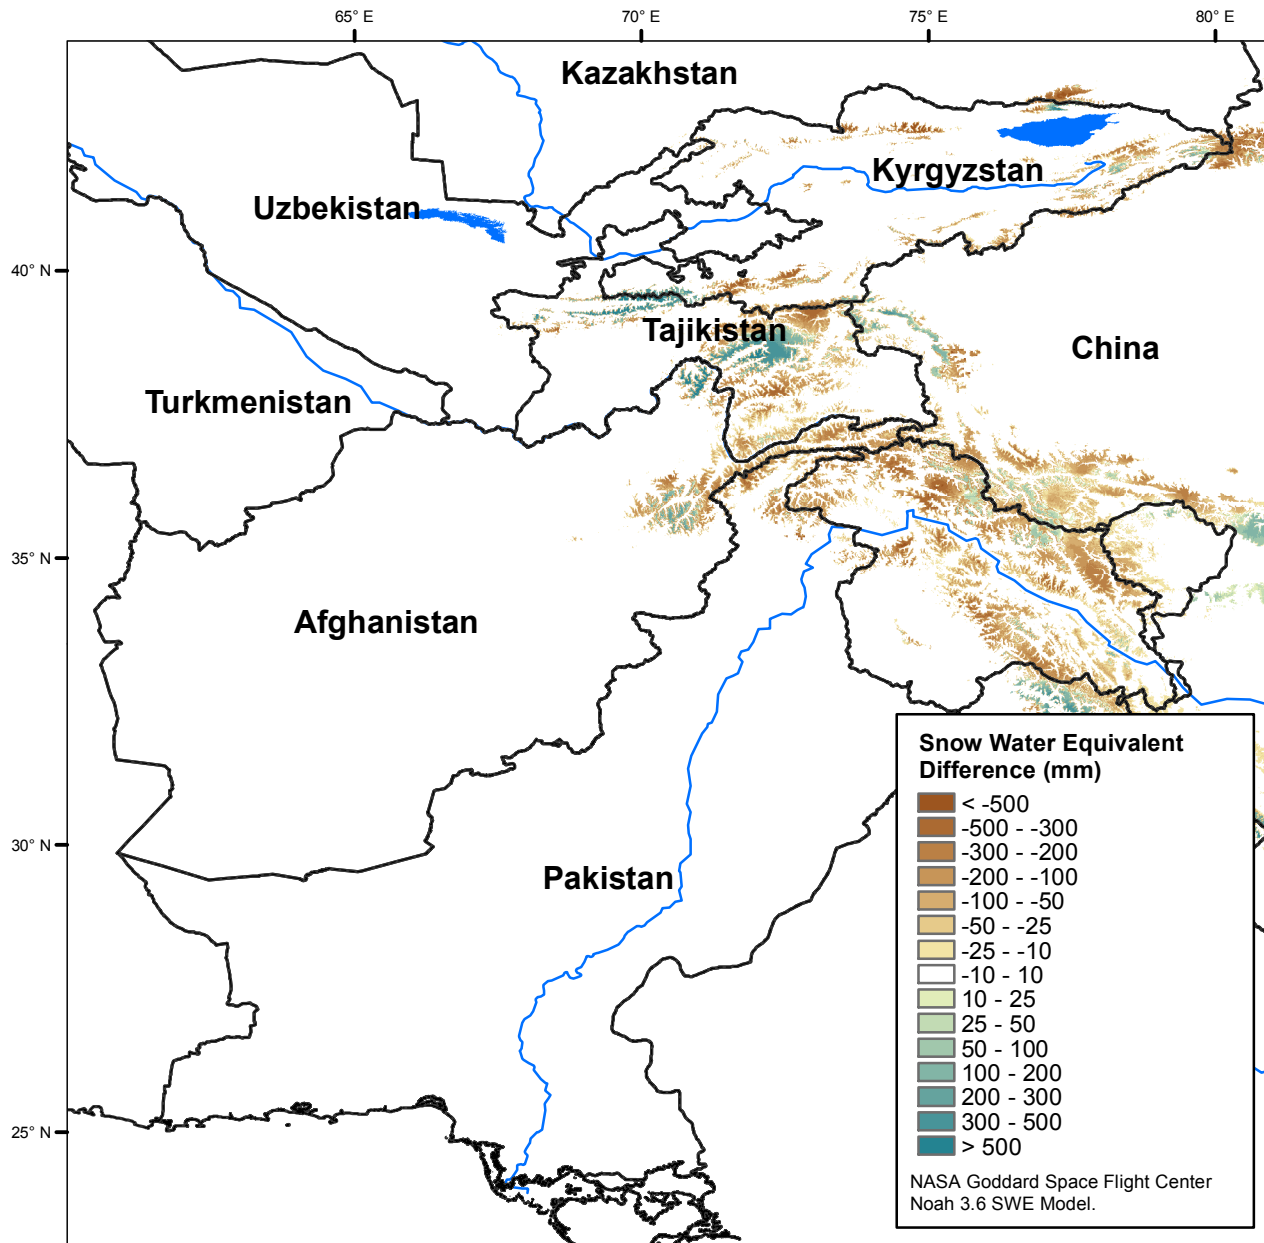 65° E
70° E
75° E
80° E
Kazakhstan
Kyrgyzstan
Uzbekistan
40° N
Tajikistan
China
Turkmenistan
35° N
Afghanistan
30° N
Pakistan
25° N
Snow Water Equivalent
Difference (mm)
< -500
-500 - -300
-300 - -200
-200 - -100
-100 - -50
-50 - -25
-25 - -10
-10 - 10
10 - 25
25 - 50
50 - 100
100 - 200
200 - 300
300 - 500
> 500
NASA Goddard Space Flight Center
Noah 3.6 SWE Model.